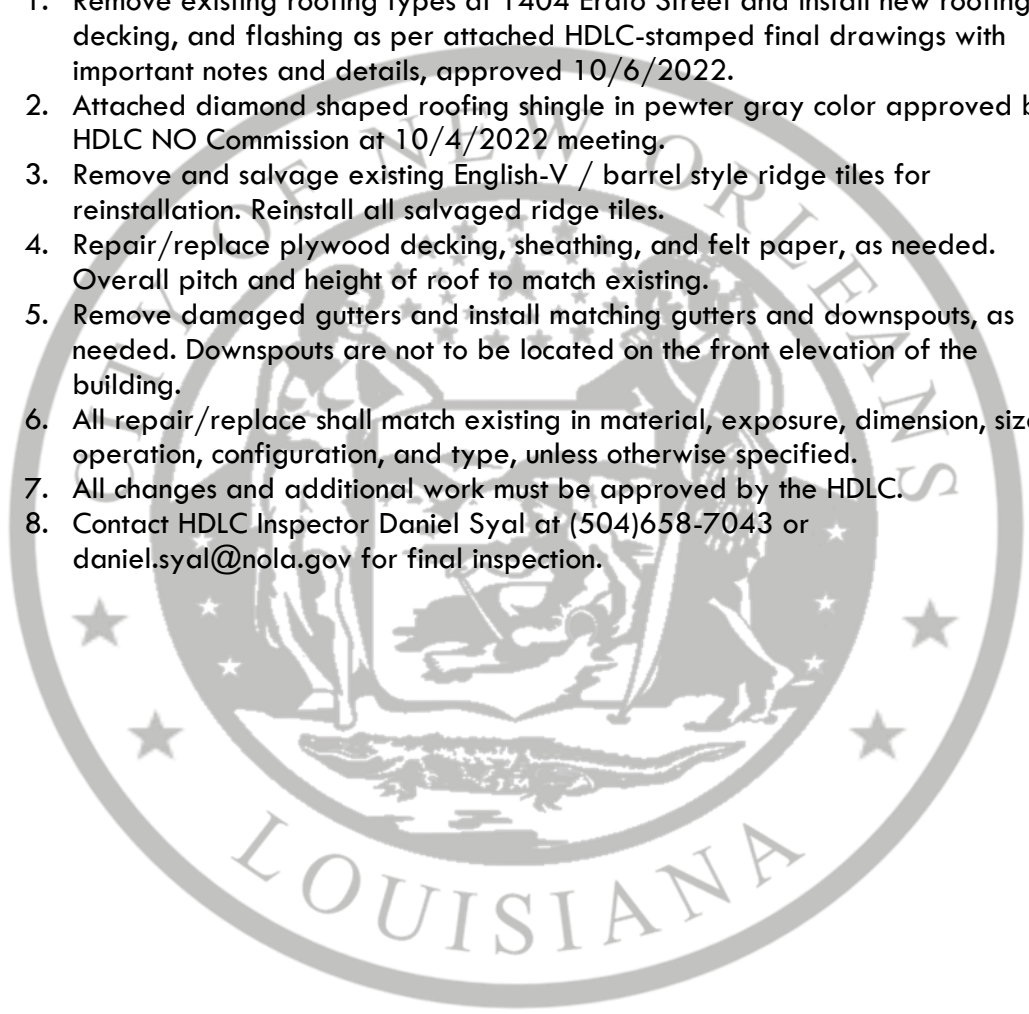 1. Remove existing roofing types at 1404 Erato Street and install new roofing
decking, and flashing as per attached HDLC-stamped final drawings with
important notes and details, approved 10/6/2022.
2. Attached diamond shaped roofing shingle in pewter gray color approved b
HDLC NO Commission at 10/4/2022 meeting.
3. Remove and salvage existing English-V / barrel style ridge tiles for
reinstallation. Reinstall all salvaged ridge tiles.
4. Repair/replace plywood decking, sheathing, and felt paper, as needed.
Overall pitch and height of roof to match existing.
5. Remove damaged gutters and install matching gutters and downspouts, as
needed. Downspouts are not to be located on the front elevation of the
building.
6. All repair/replace shall match existing in material, exposure, dimension, size
operation, configuration, and type, unless otherwise specified.
7. All changes and additional work must be approved by the HDLC.
8. Contact HDLC Inspector Daniel Syal at (504)658-7043 or
daniel.syal@nola.gov for final inspection.
CITY OF NEW ORLEANS
LOUISIANA